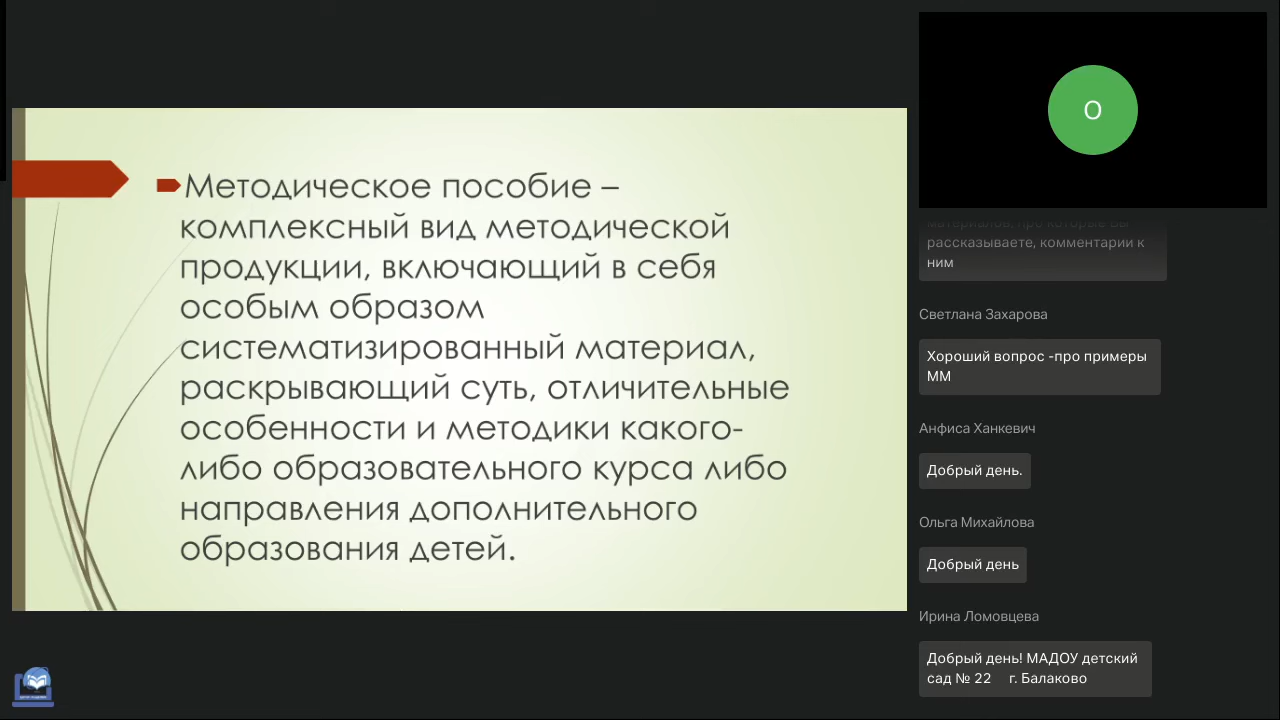 Методическое пособие –
комплексный вид методической
продукции, включающий в себя
особым образом
систематизированный материал,
раскрывающий суть, отличительные
особенности и методики какого-
либо образовательного курса либо
направления дополнительного
образования детей.
О
материалов, про которые Вы
рассказываете, комментарии к
ним
Светлана Захарова
Хороший вопрос -про примеры
ММ
Анфиса Ханкевич
Добрый день.
Ольга Михайлова
Добрый день
Ирина Ломовцева
Добрый день! МАДОУ детский
сад № 22 г. Балаково